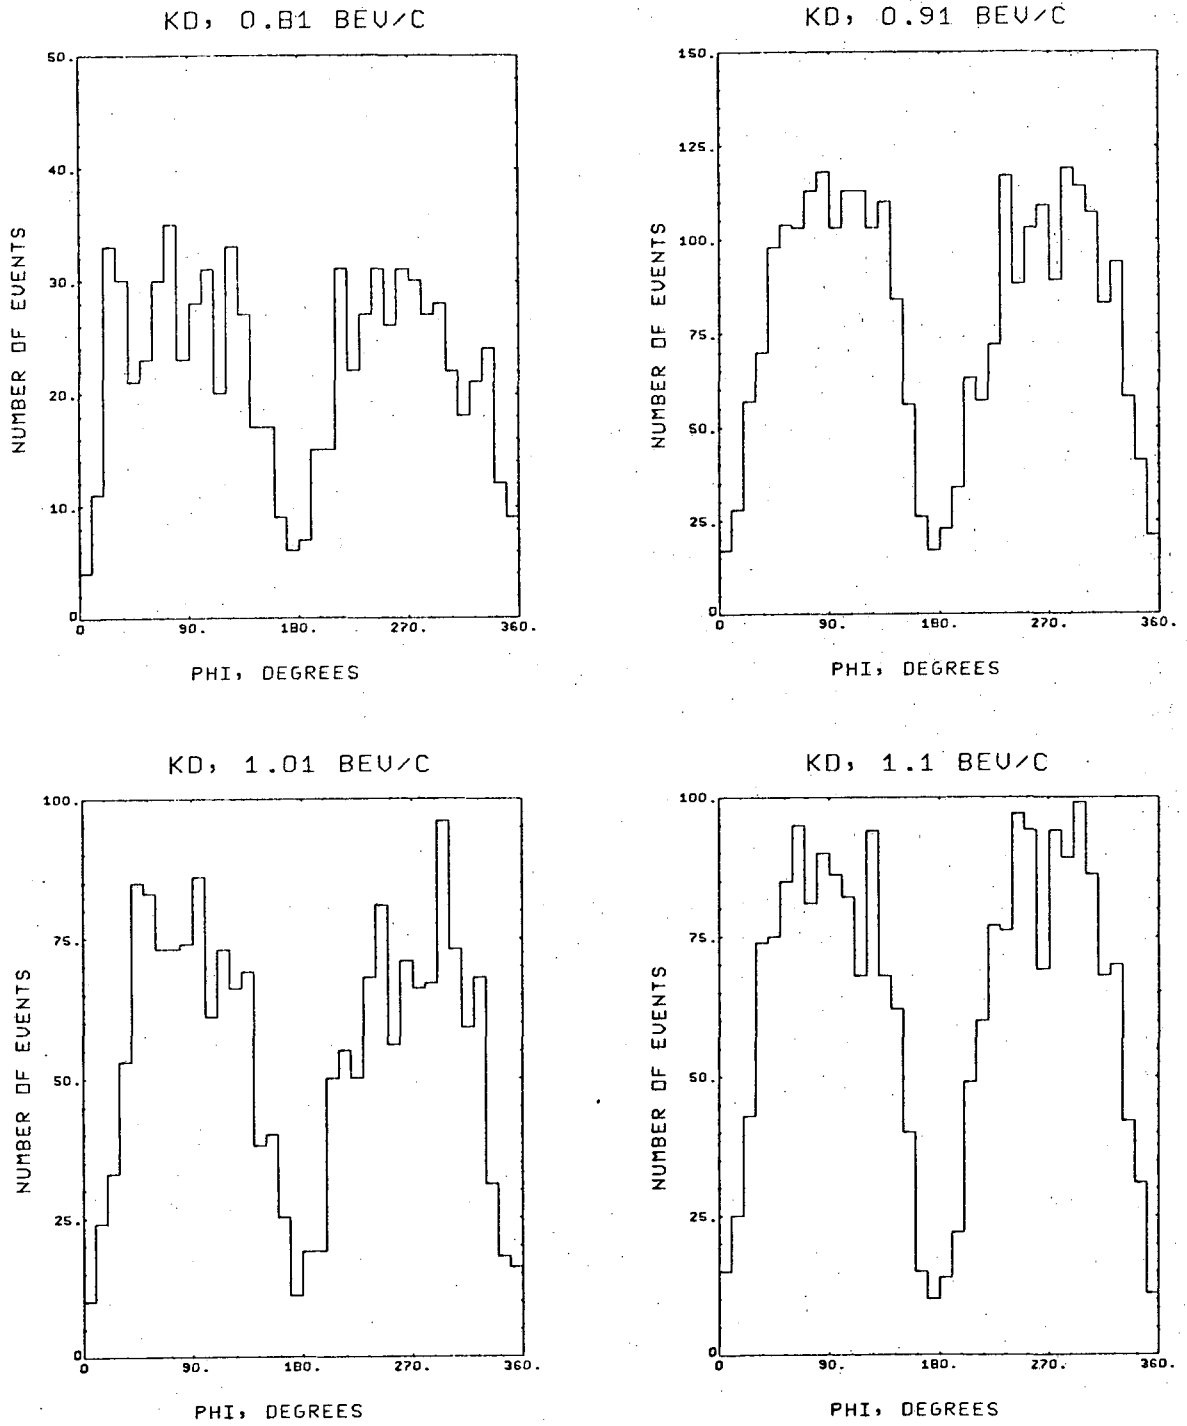 KD, 0.81 BEV/C
50.
40.
30.
20.
10.
0
NUMBER OF EVENTS
0 90. 180. 270. 360.
PHI, DEGREES
KD, 0.91 BEV/C
150.
125.
100.
75.
50.
25.
0
NUMBER OF EVENTS
0 90. 180. 270. 360.
PHI, DEGREES
KD, 1.01 BEV/C
100.
75.
50.
25.
0
NUMBER OF EVENTS
0 90. 180. 270. 360.
PHI, DEGREES
KD, 1.1 BEV/C
100.
75.
50.
25.
0
NUMBER OF EVENTS
0 90. 180. 270. 360.
PHI, DEGREES